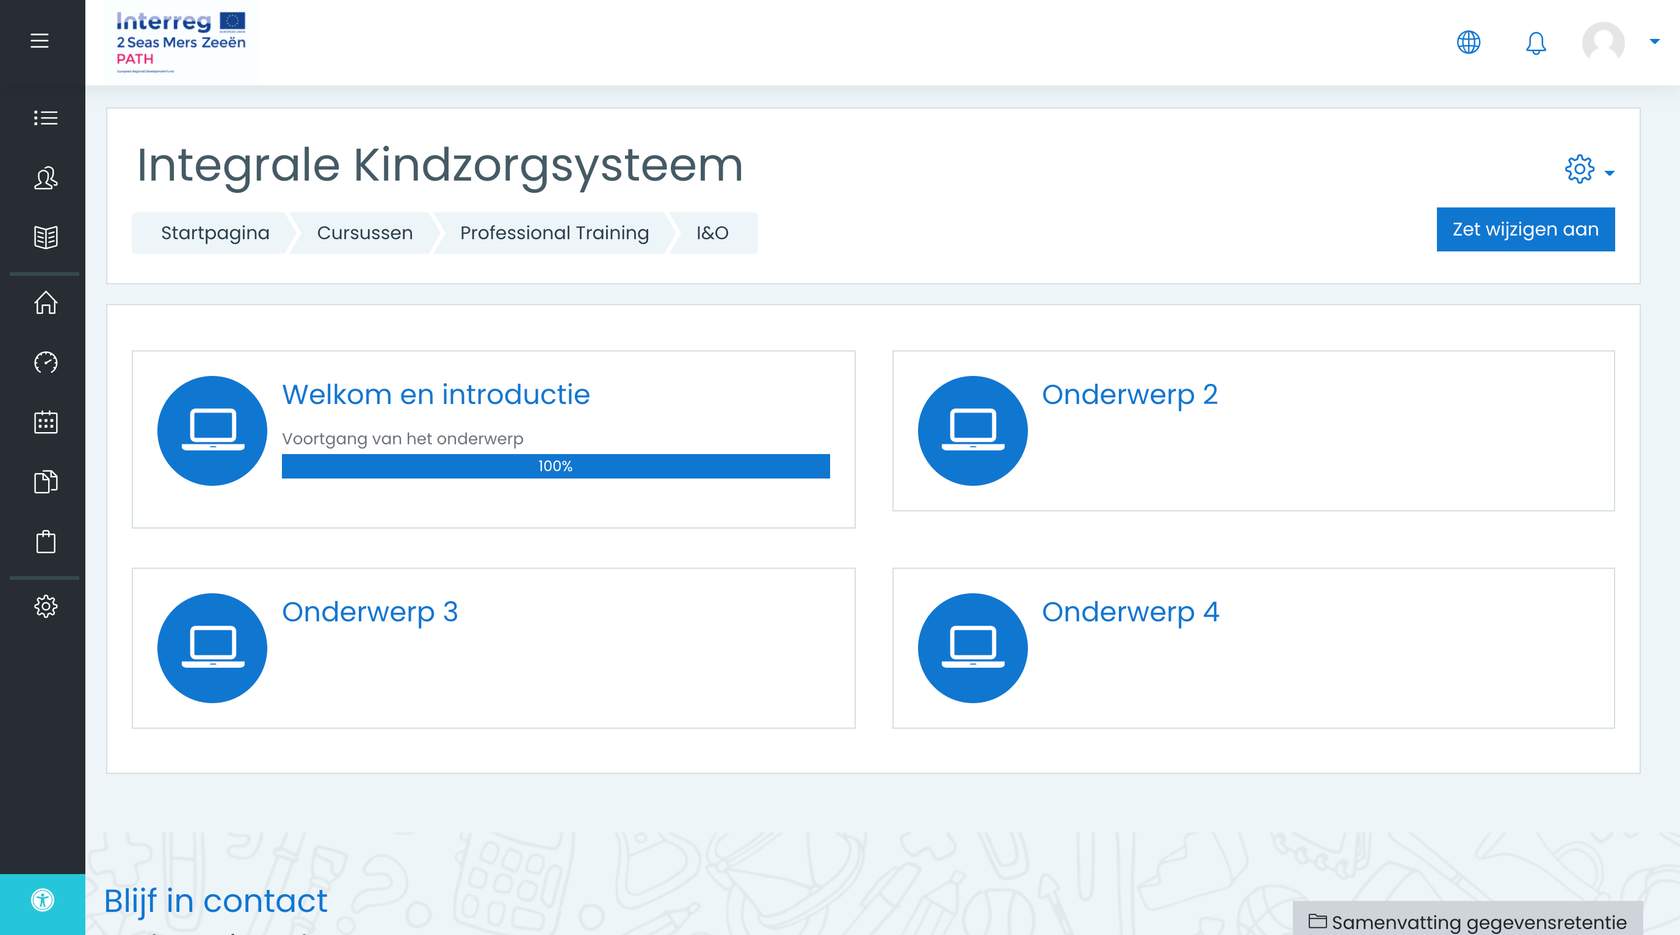 Interreg
2 Seas Mers Zeeën
PATH
Integrale Kindzorgsysteem
Startpagina
Cursussen
Professional Training
I&O
Zet wijzigen aan
Welkom en introductie
Voortgang van het onderwerp
100%
Onderwerp 2
Onderwerp 3
Onderwerp 4
Blijf in contact
Samenvatting gegevensretentie